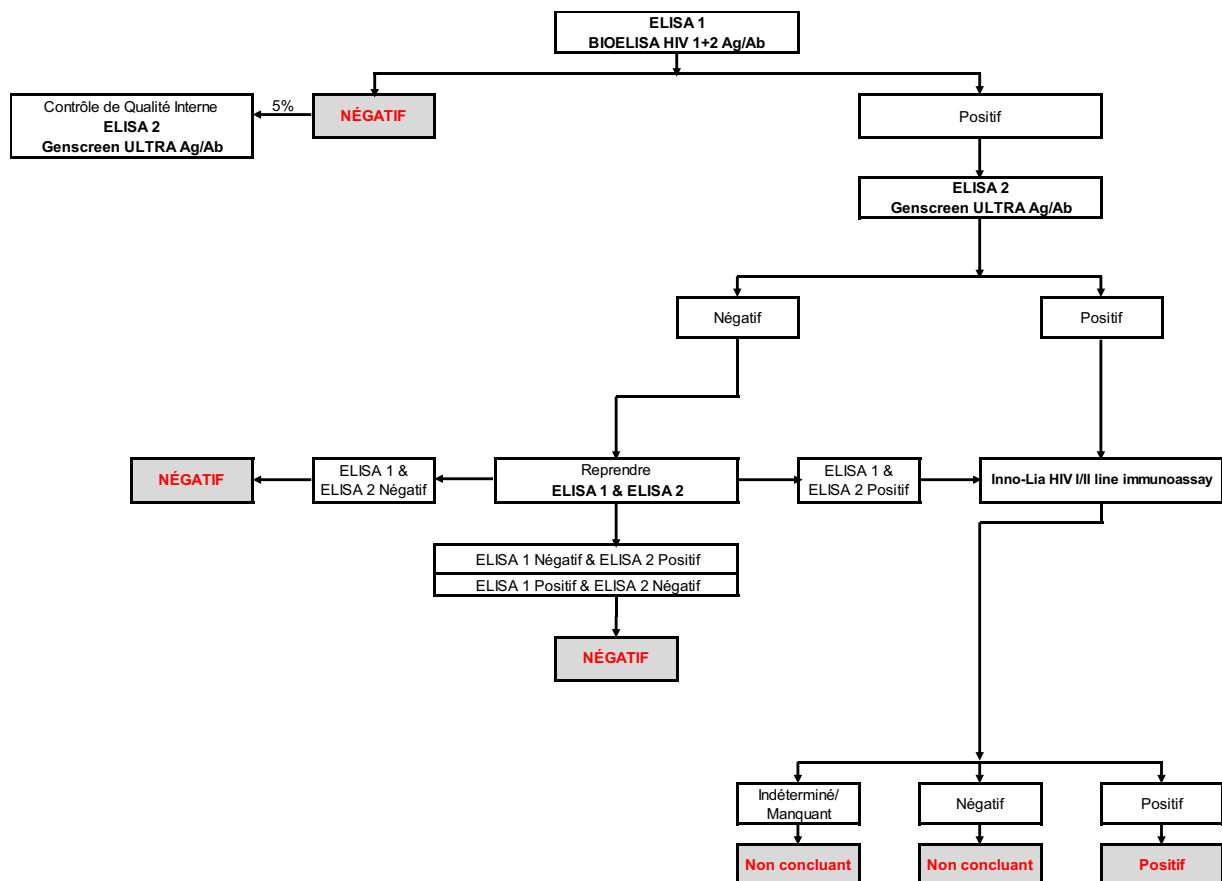 ELISA 1
BIOELISA HIV 1+2 Ag/Ab
Contrôle de Qualité Interne
ELISA 2
Genscreen ULTRA Ag/Ab
5%
NÉGATIF
Positif
ELISA 2
Genscreen ULTRA Ag/Ab
Négatif
Positif
NÉGATIF
ELISA 1 &
ELISA 2 Négatif
Reprendre
ELISA 1 & ELISA 2
ELISA 1 &
ELISA 2 Positif
Inno-Lia HIV I/II line immunoassay
ELISA 1 Négatif & ELISA 2 Positif
ELISA 1 Positif & ELISA 2 Négatif
NÉGATIF
Indéterminé/
Manquant
Négatif
Positif
Non concluant
Non concluant
Positif